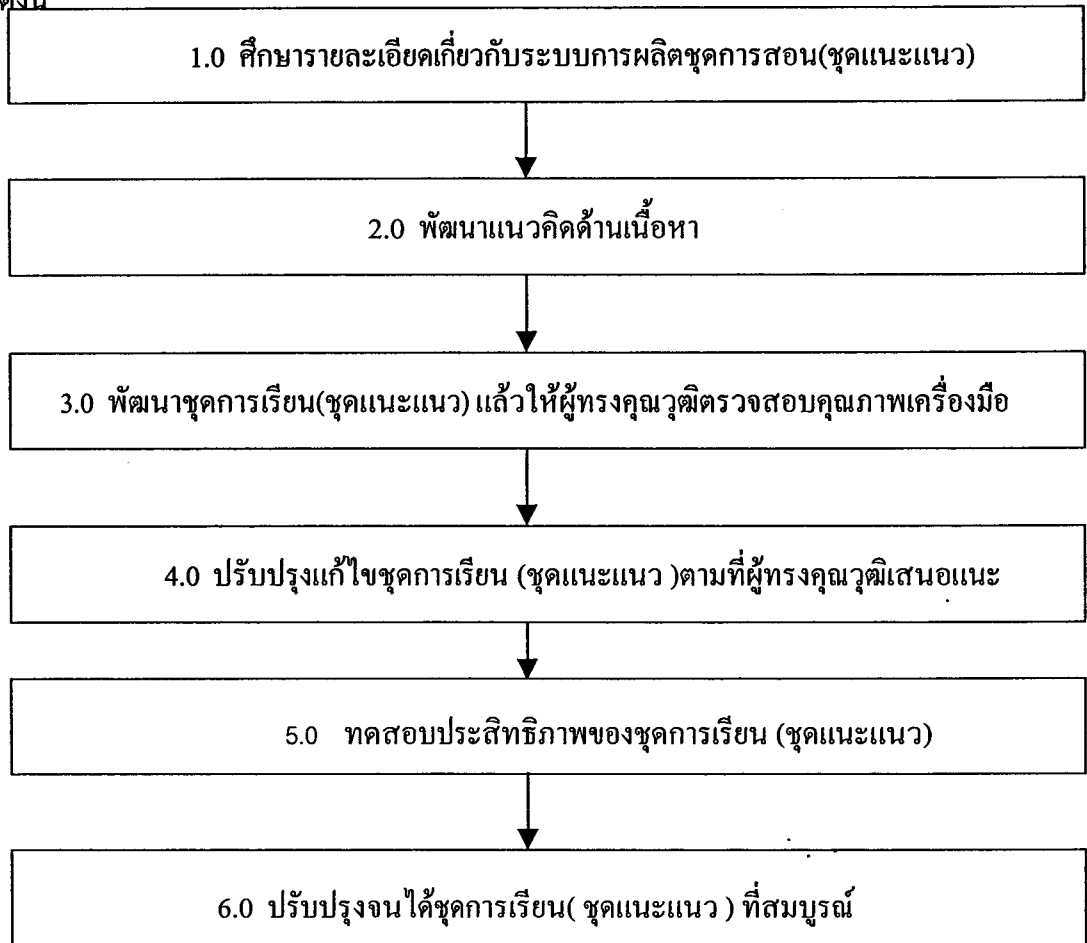 ดังนี้
1.0 ศึกษารายละเอียดเกี่ยวกับระบบการผลิตชุดการสอน(ชุดแนะแนว)
2.0 พัฒนาแนวคิดด้านเนื้อหา
3.0 พัฒนาชุดการเรียน(ชุดแนะแนว) แล้วให้ผู้ทรงคุณวุฒิตรวจสอบคุณภาพเครื่องมือ
4.0 ปรับปรุงแก้ไขชุดการเรียน (ชุดแนะแนว )ตามที่ผู้ทรงคุณวุฒิเสนอแนะ
5.0 ทดสอบประสิทธิภาพของชุดการเรียน (ชุดแนะแนว)
6.0 ปรับปรุงจนได้ชุดการเรียน( ชุดแนะแนว ) ที่สมบูรณ์